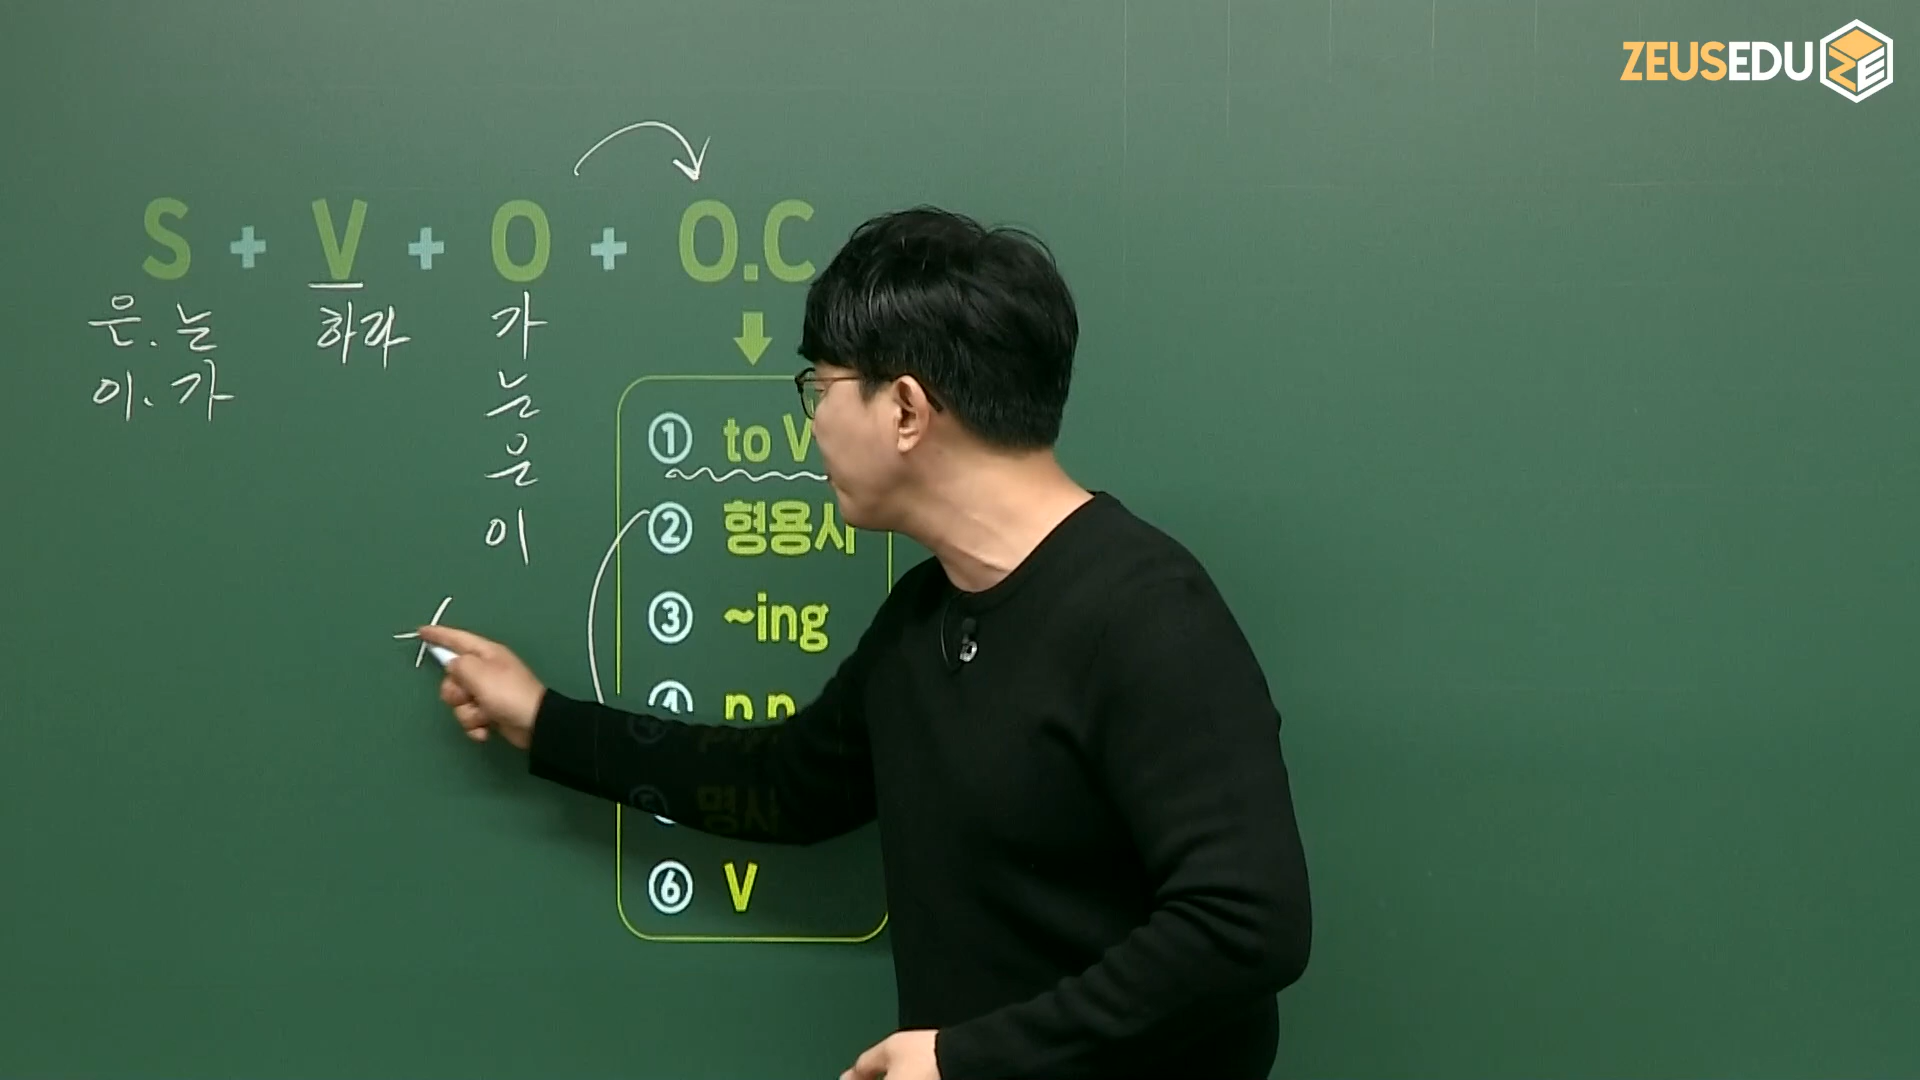 ZEUSEDU
S + V + O + O.C
은.는 하라 가
이.가 는
은
이
① to V
② 형용사
③ ~ing
④ p.p.
⑤ 명사
⑥ V